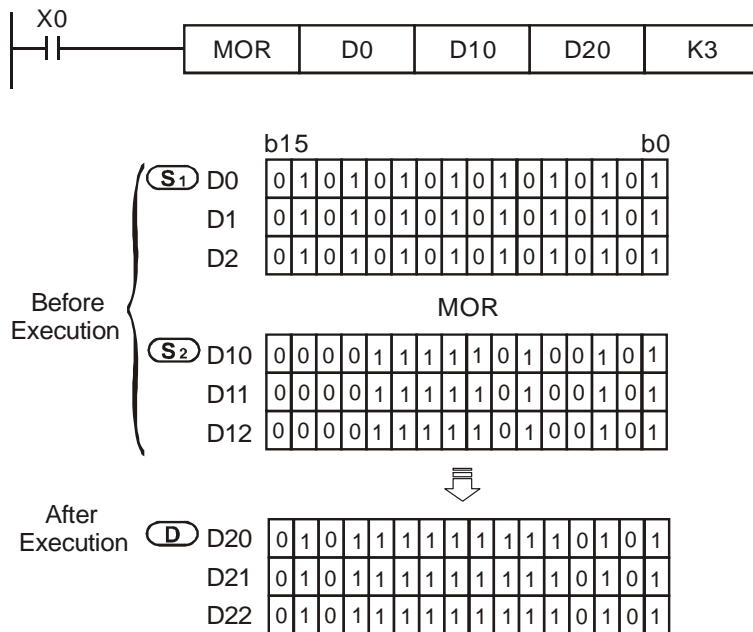 X0
MOR D0 D10 D20 K3
b15 b0
S1 D0 0 1 0 1 0 1 0 1 0 1 0 1 0 1 0 1
D1 0 1 0 1 0 1 0 1 0 1 0 1 0 1 0 1
D2 0 1 0 1 0 1 0 1 0 1 0 1 0 1 0 1
Before
Execution
MOR
S2 D10 0 0 0 0 1 1 1 1 1 0 1 0 0 1 0 1
D11 0 0 0 0 1 1 1 1 1 0 1 0 0 1 0 1
D12 0 0 0 0 1 1 1 1 1 0 1 0 0 1 0 1
After
Execution
D D20 0 1 0 1 1 1 1 1 1 1 1 1 0 1 0 1
D21 0 1 0 1 1 1 1 1 1 1 1 1 0 1 0 1
D22 0 1 0 1 1 1 1 1 1 1 1 1 0 1 0 1